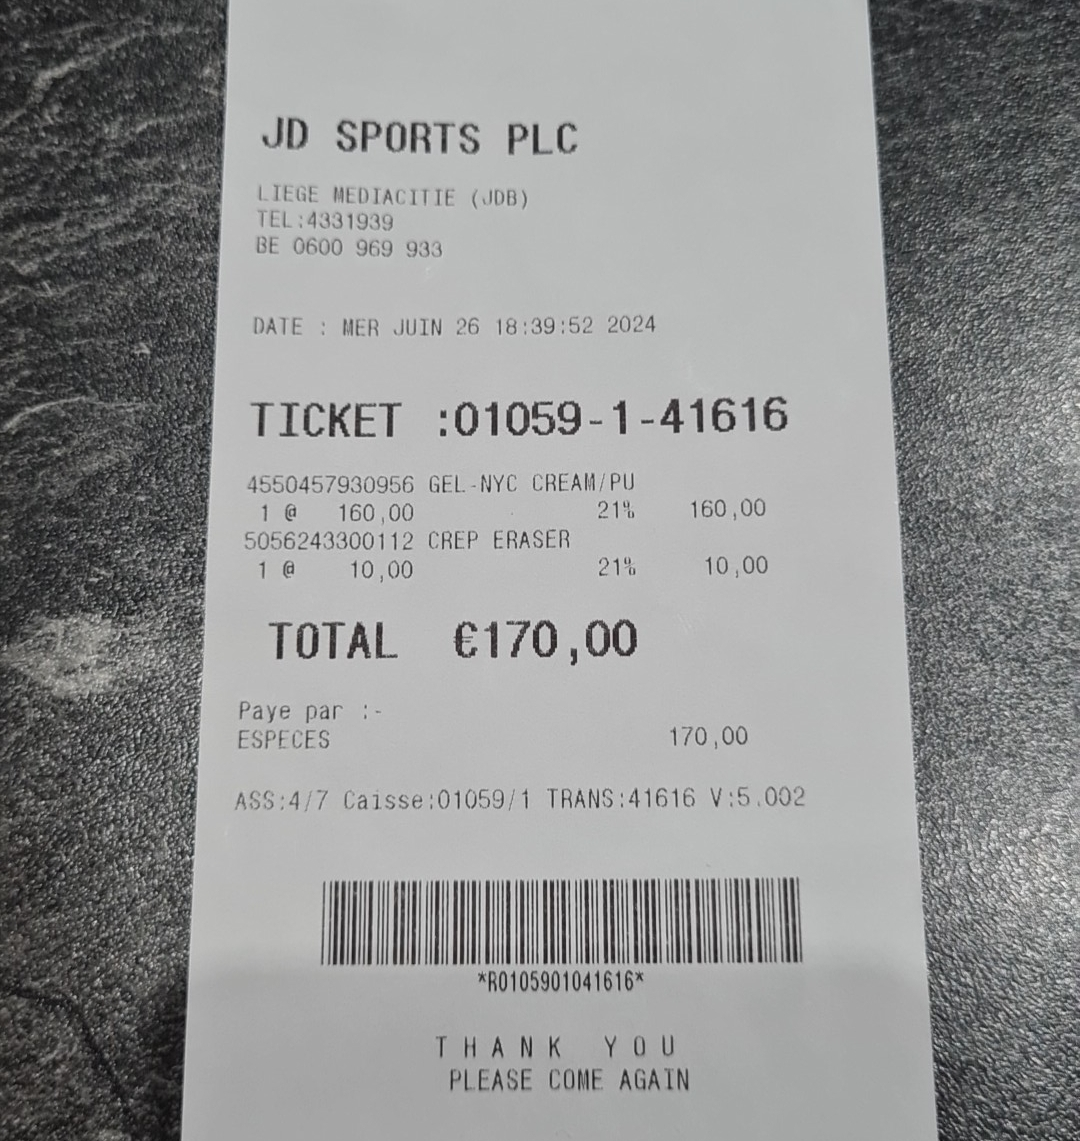 JD SPORTS PLC
LIEGE MEDIACITIE (JDB)
TEL:4331939
BE 0600 969 933
DATE : MER JUIN 26 18:39:52 2024
TICKET :01059-1-41616
4550457930956 GEL-NYC CREAM/PU
1 @ 160,00 21% 160,00
5056243300112 CREP ERASER
1 @ 10,00 21% 10,00
TOTAL €170,00
Paye par :-
ESPECES 170,00
ASS:4/7 Caisse:01059/1 TRANS:41616 V:5.002
*R0105901041616*
THANK YOU
PLEASE COME AGAIN